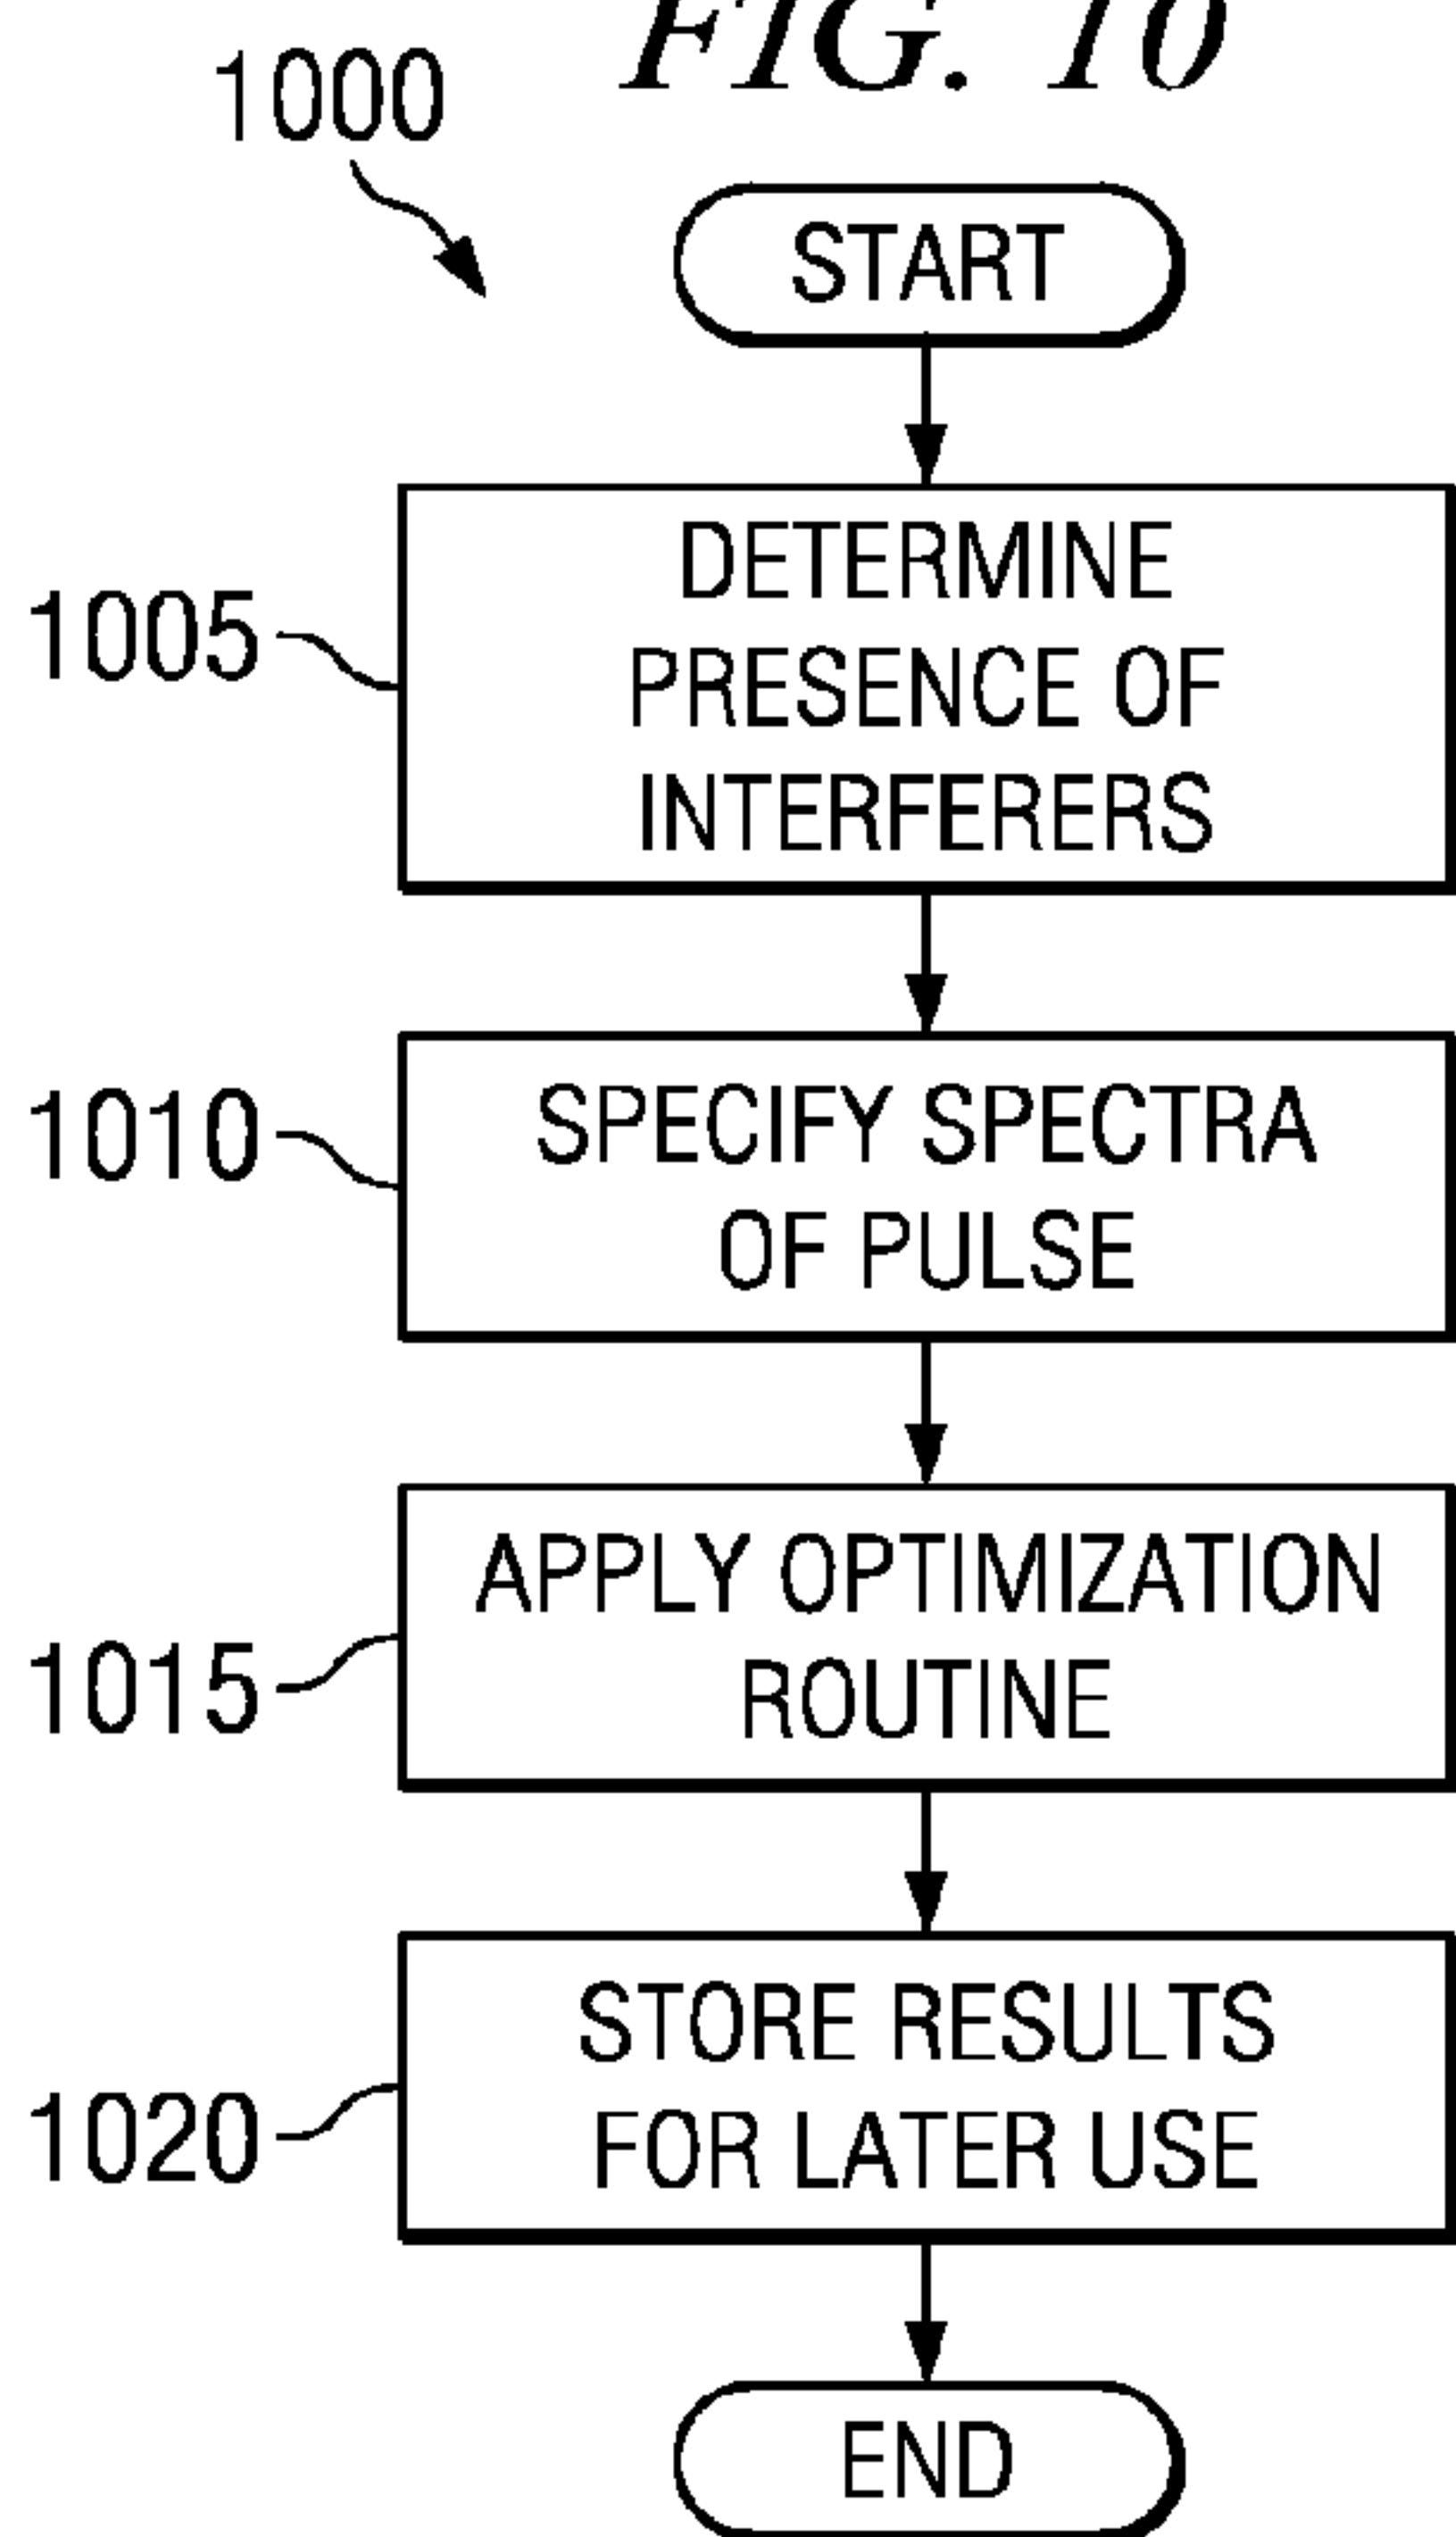 FIG. 10
1000
START
1005
DETERMINE
PRESENCE OF
INTERFERERS
1010
SPECIFY SPECTRA
OF PULSE
1015
APPLY OPTIMIZATION
ROUTINE
1020
STORE RESULTS
FOR LATER USE
END